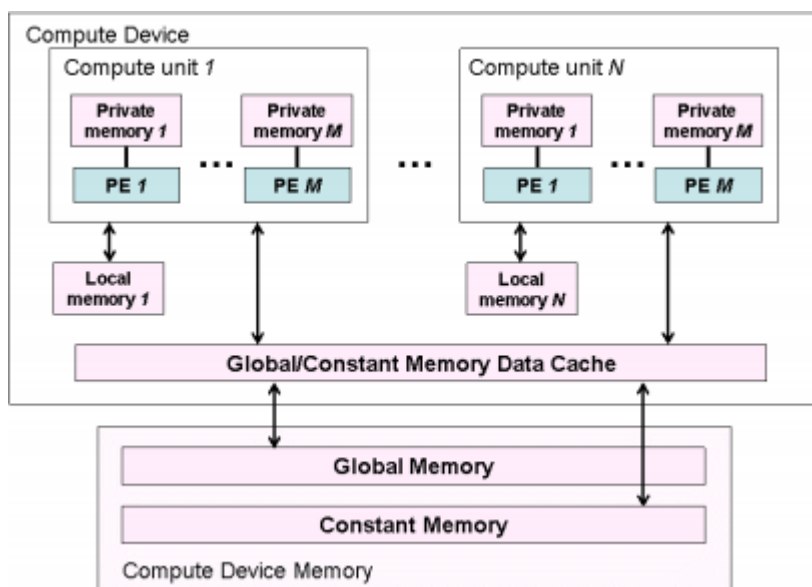 Compute Device
Compute unit 1
Compute unit N
Private
memory 1
Private
memory M
Private
memory 1
Private
memory M
...
...
...
PE 1
PE M
PE 1
PE M
Local
memory 1
Local
memory N
Global/Constant Memory Data Cache
Global Memory
Constant Memory
Compute Device Memory